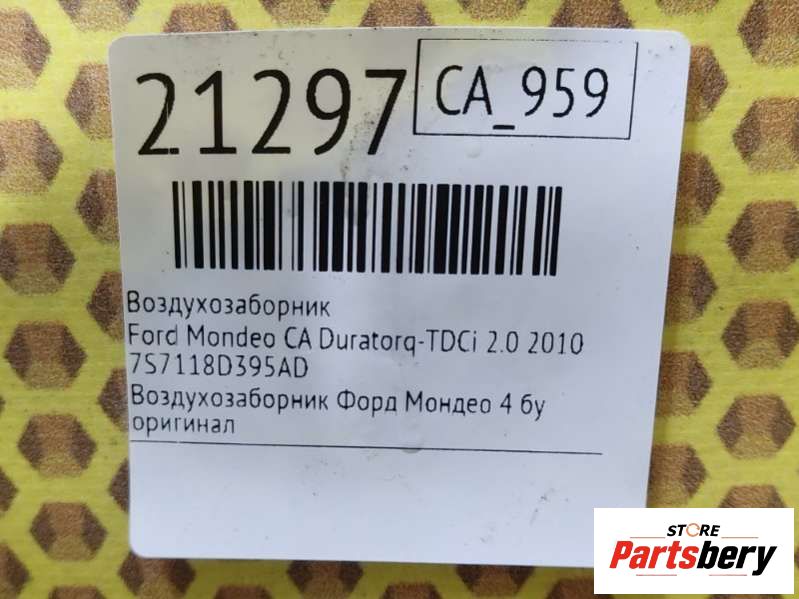 21297
CA_959
Воздухозаборник
Ford Mondeo CA Duratorq-TDCi 2.0 2010
7S7118D395AD
Воздухозаборник Форд Мондео 4 бу
оригинал
STORE
Partsbery